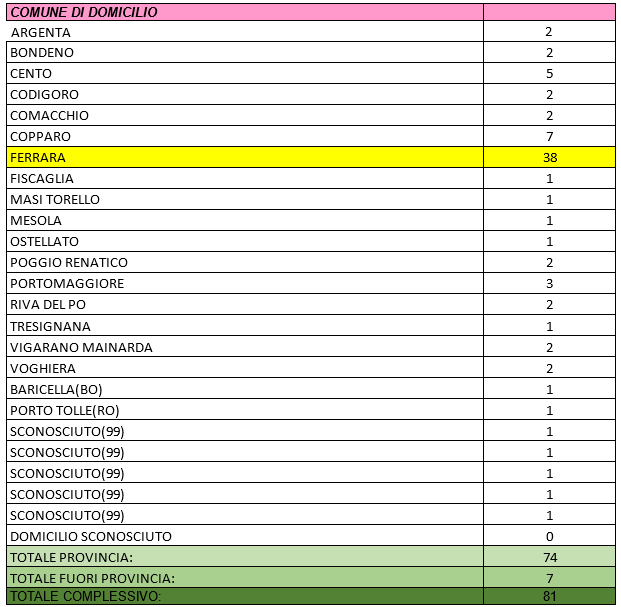 COMUNE DI DOMICILIO
ARGENTA 2
BONDENO 2
CENTO 5
CODIGORO 2
COMACCHIO 2
COPPARO 7
FERRARA 38
FISCAGLIA 1
MASI TORELLO 1
MESOLA 1
OSTELLATO 1
POGGIO RENATICO 2
PORTOMAGGIORE 3
RIVA DEL PO 2
TRESIGNANA 1
VIGARANO MAINARDA 2
VOGHIERA 2
BARICELLA(BO) 1
PORTO TOLLE(RO) 1
SCONOSCIUTO(99) 1
SCONOSCIUTO(99) 1
SCONOSCIUTO(99) 1
SCONOSCIUTO(99) 1
SCONOSCIUTO(99) 1
DOMICILIO SCONOSCIUTO 0
TOTALE PROVINCIA: 74
TOTALE FUORI PROVINCIA: 7
TOTALE COMPLESSIVO: 81